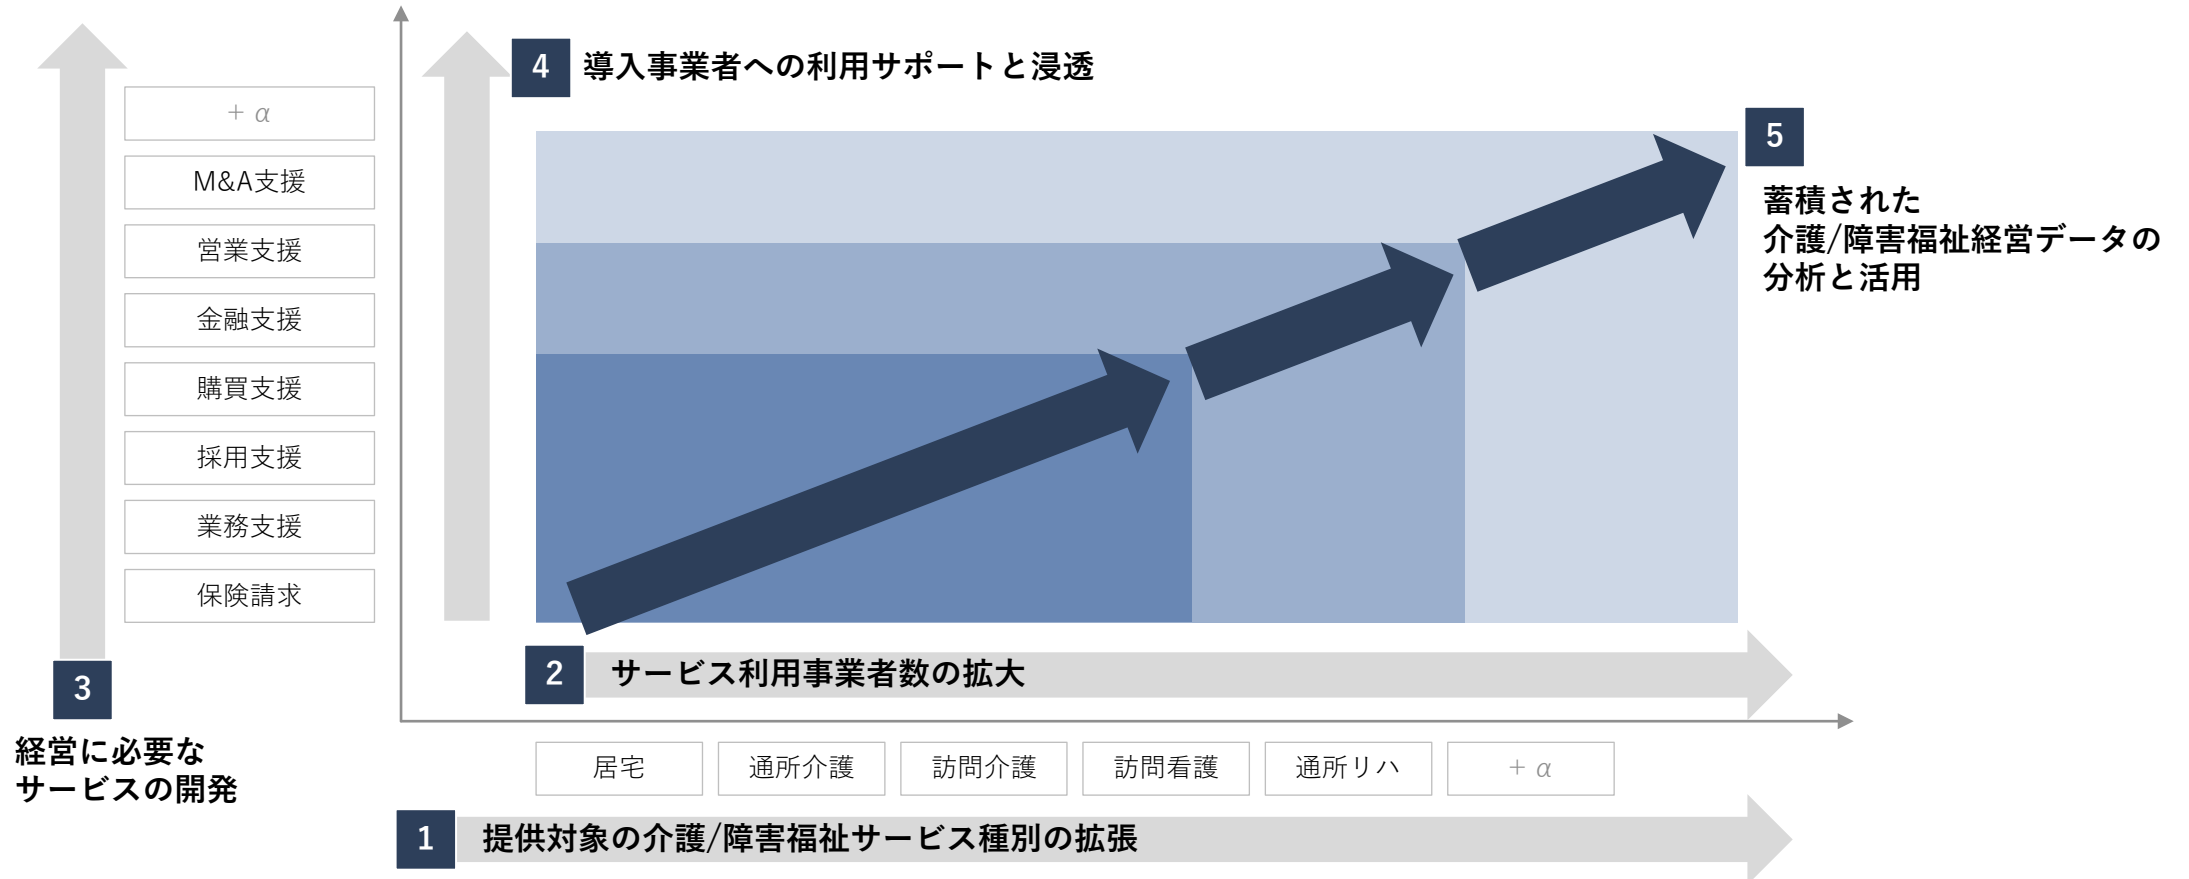 4
導入事業者への利用サポートと浸透
5
蓄積された
介護/障害福祉経営データの
分析と活用
+ α
M&A支援
営業支援
金融支援
購買支援
採用支援
業務支援
保険請求
3
経営に必要な
サービスの開発
2
サービス利用事業者数の拡大
居宅
通所介護
訪問介護
訪問看護
通所リハ
+ α
1
提供対象の介護/障害福祉サービス種別の拡張